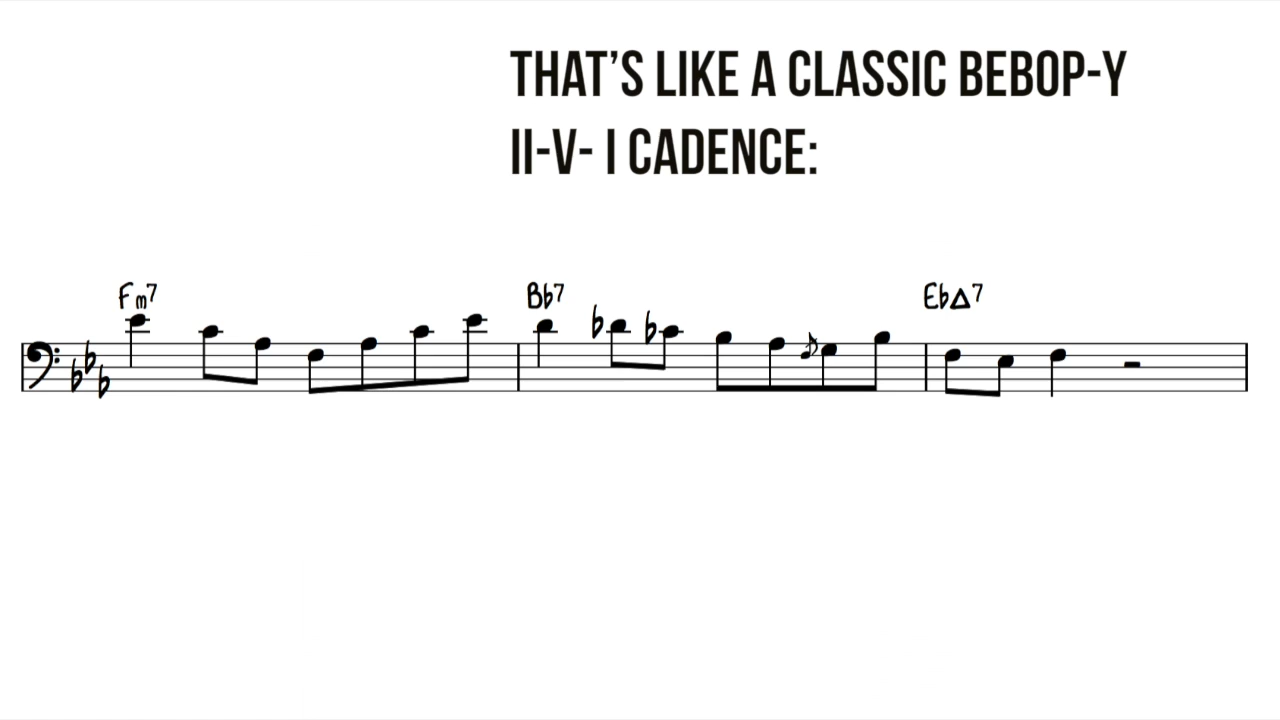 THAT'S LIKE A CLASSIC BEBOP-Y
II-V- I CADENCE:
Fm7 Bb7 EbΔ7